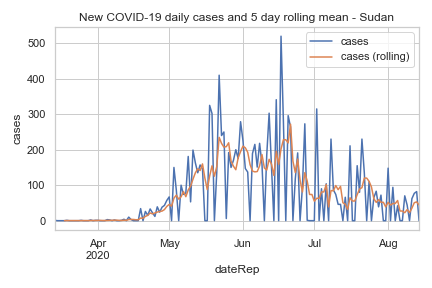 New COVID-19 daily cases and 5 day rolling mean - Sudan
cases
cases (rolling)
500
400
300
200
100
0
cases
Apr
2020
May
Jun
Jul
Aug
dateRep